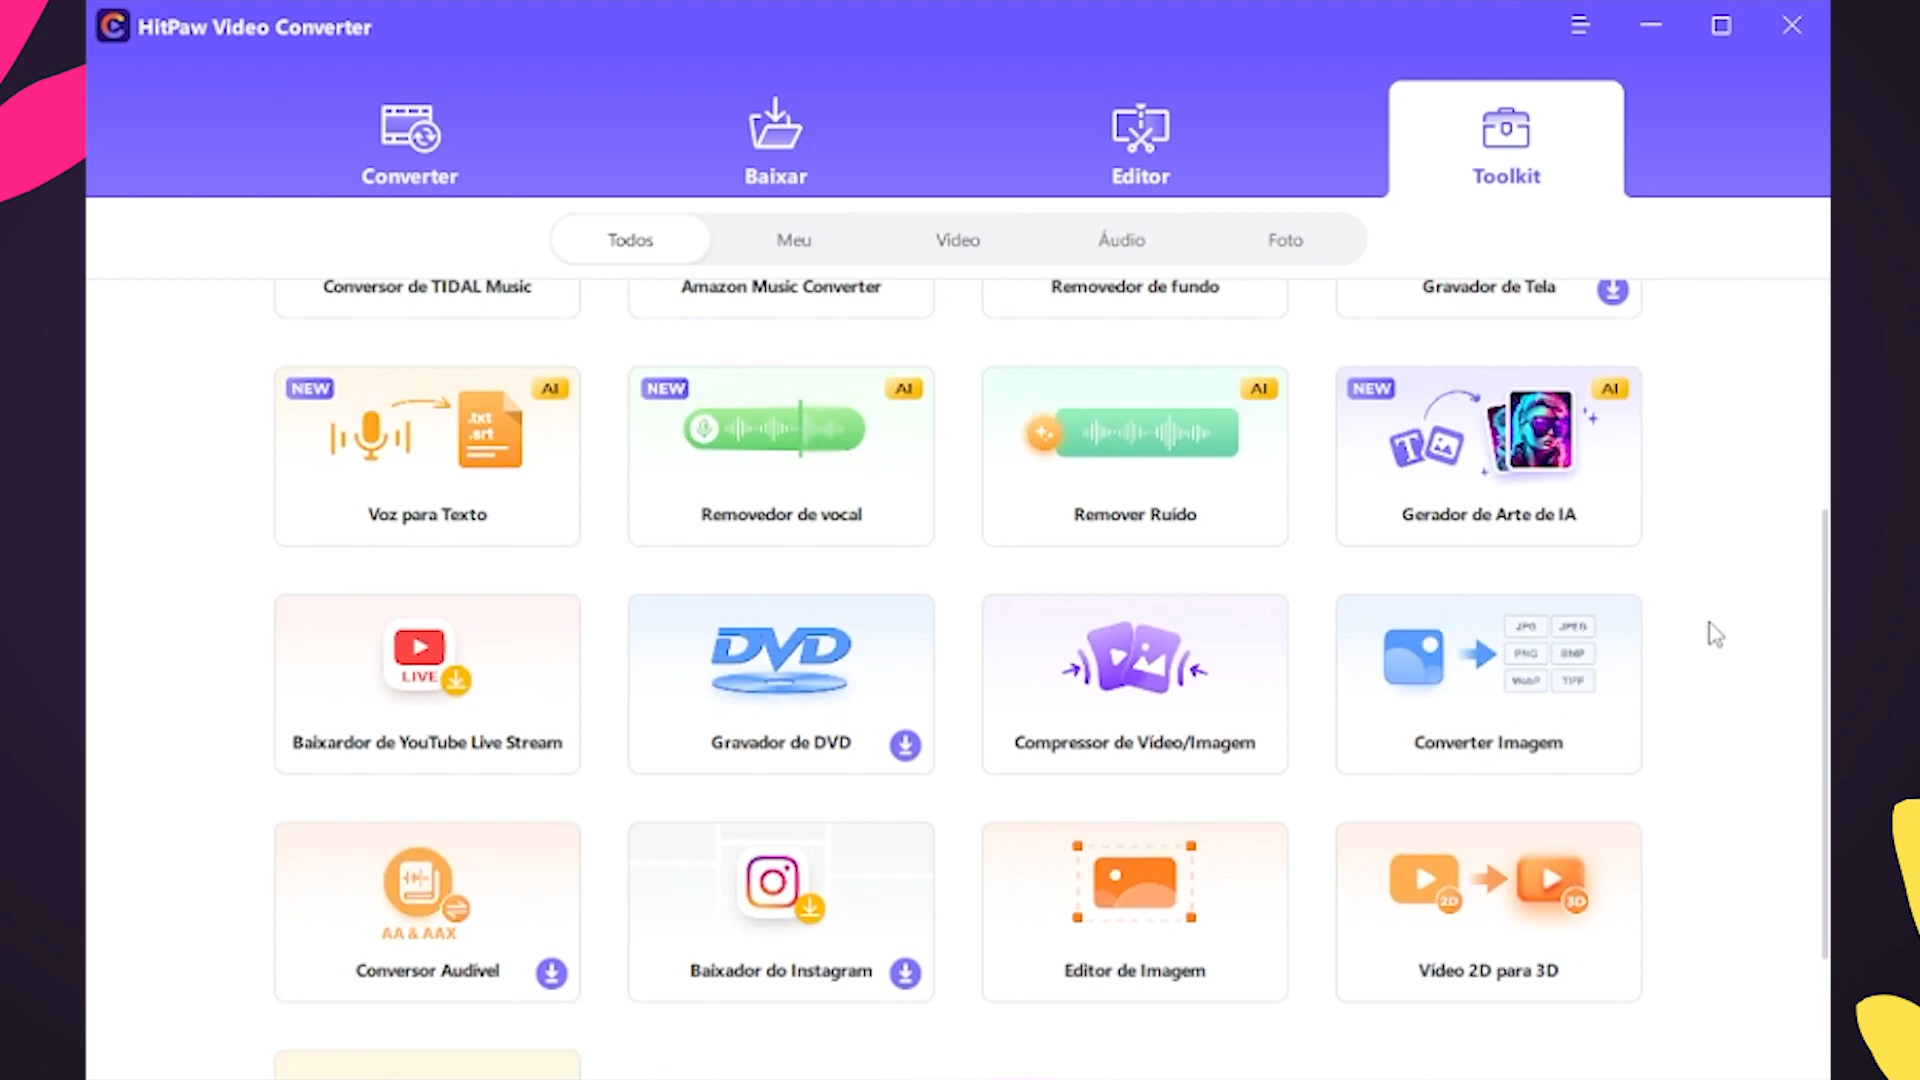 HitPaw Video Converter
Converter
Baixar
Editor
Toolkit
Todos
Meu
Video
Áudio
Foto
Conversor de TIDAL Music
Amazon Music Converter
Removedor de fundo
Gravador de Tela
NEW
AI
.txt
.srt
Voz para Texto
NEW
AI
Removedor de vocal
AI
Remover Ruído
NEW
AI
T
Gerador de Arte de IA
LIVE
Baixardor de YouTube Live Stream
DVD
Gravador de DVD
Compressor de Vídeo/Imagem
JPG
JPEG
PNG
BMP
WebP
TIFF
Converter Imagem
AA & AAX
Conversor Audível
Baixador do Instagram
Editor de Imagem
2D
3D
Vídeo 2D para 3D